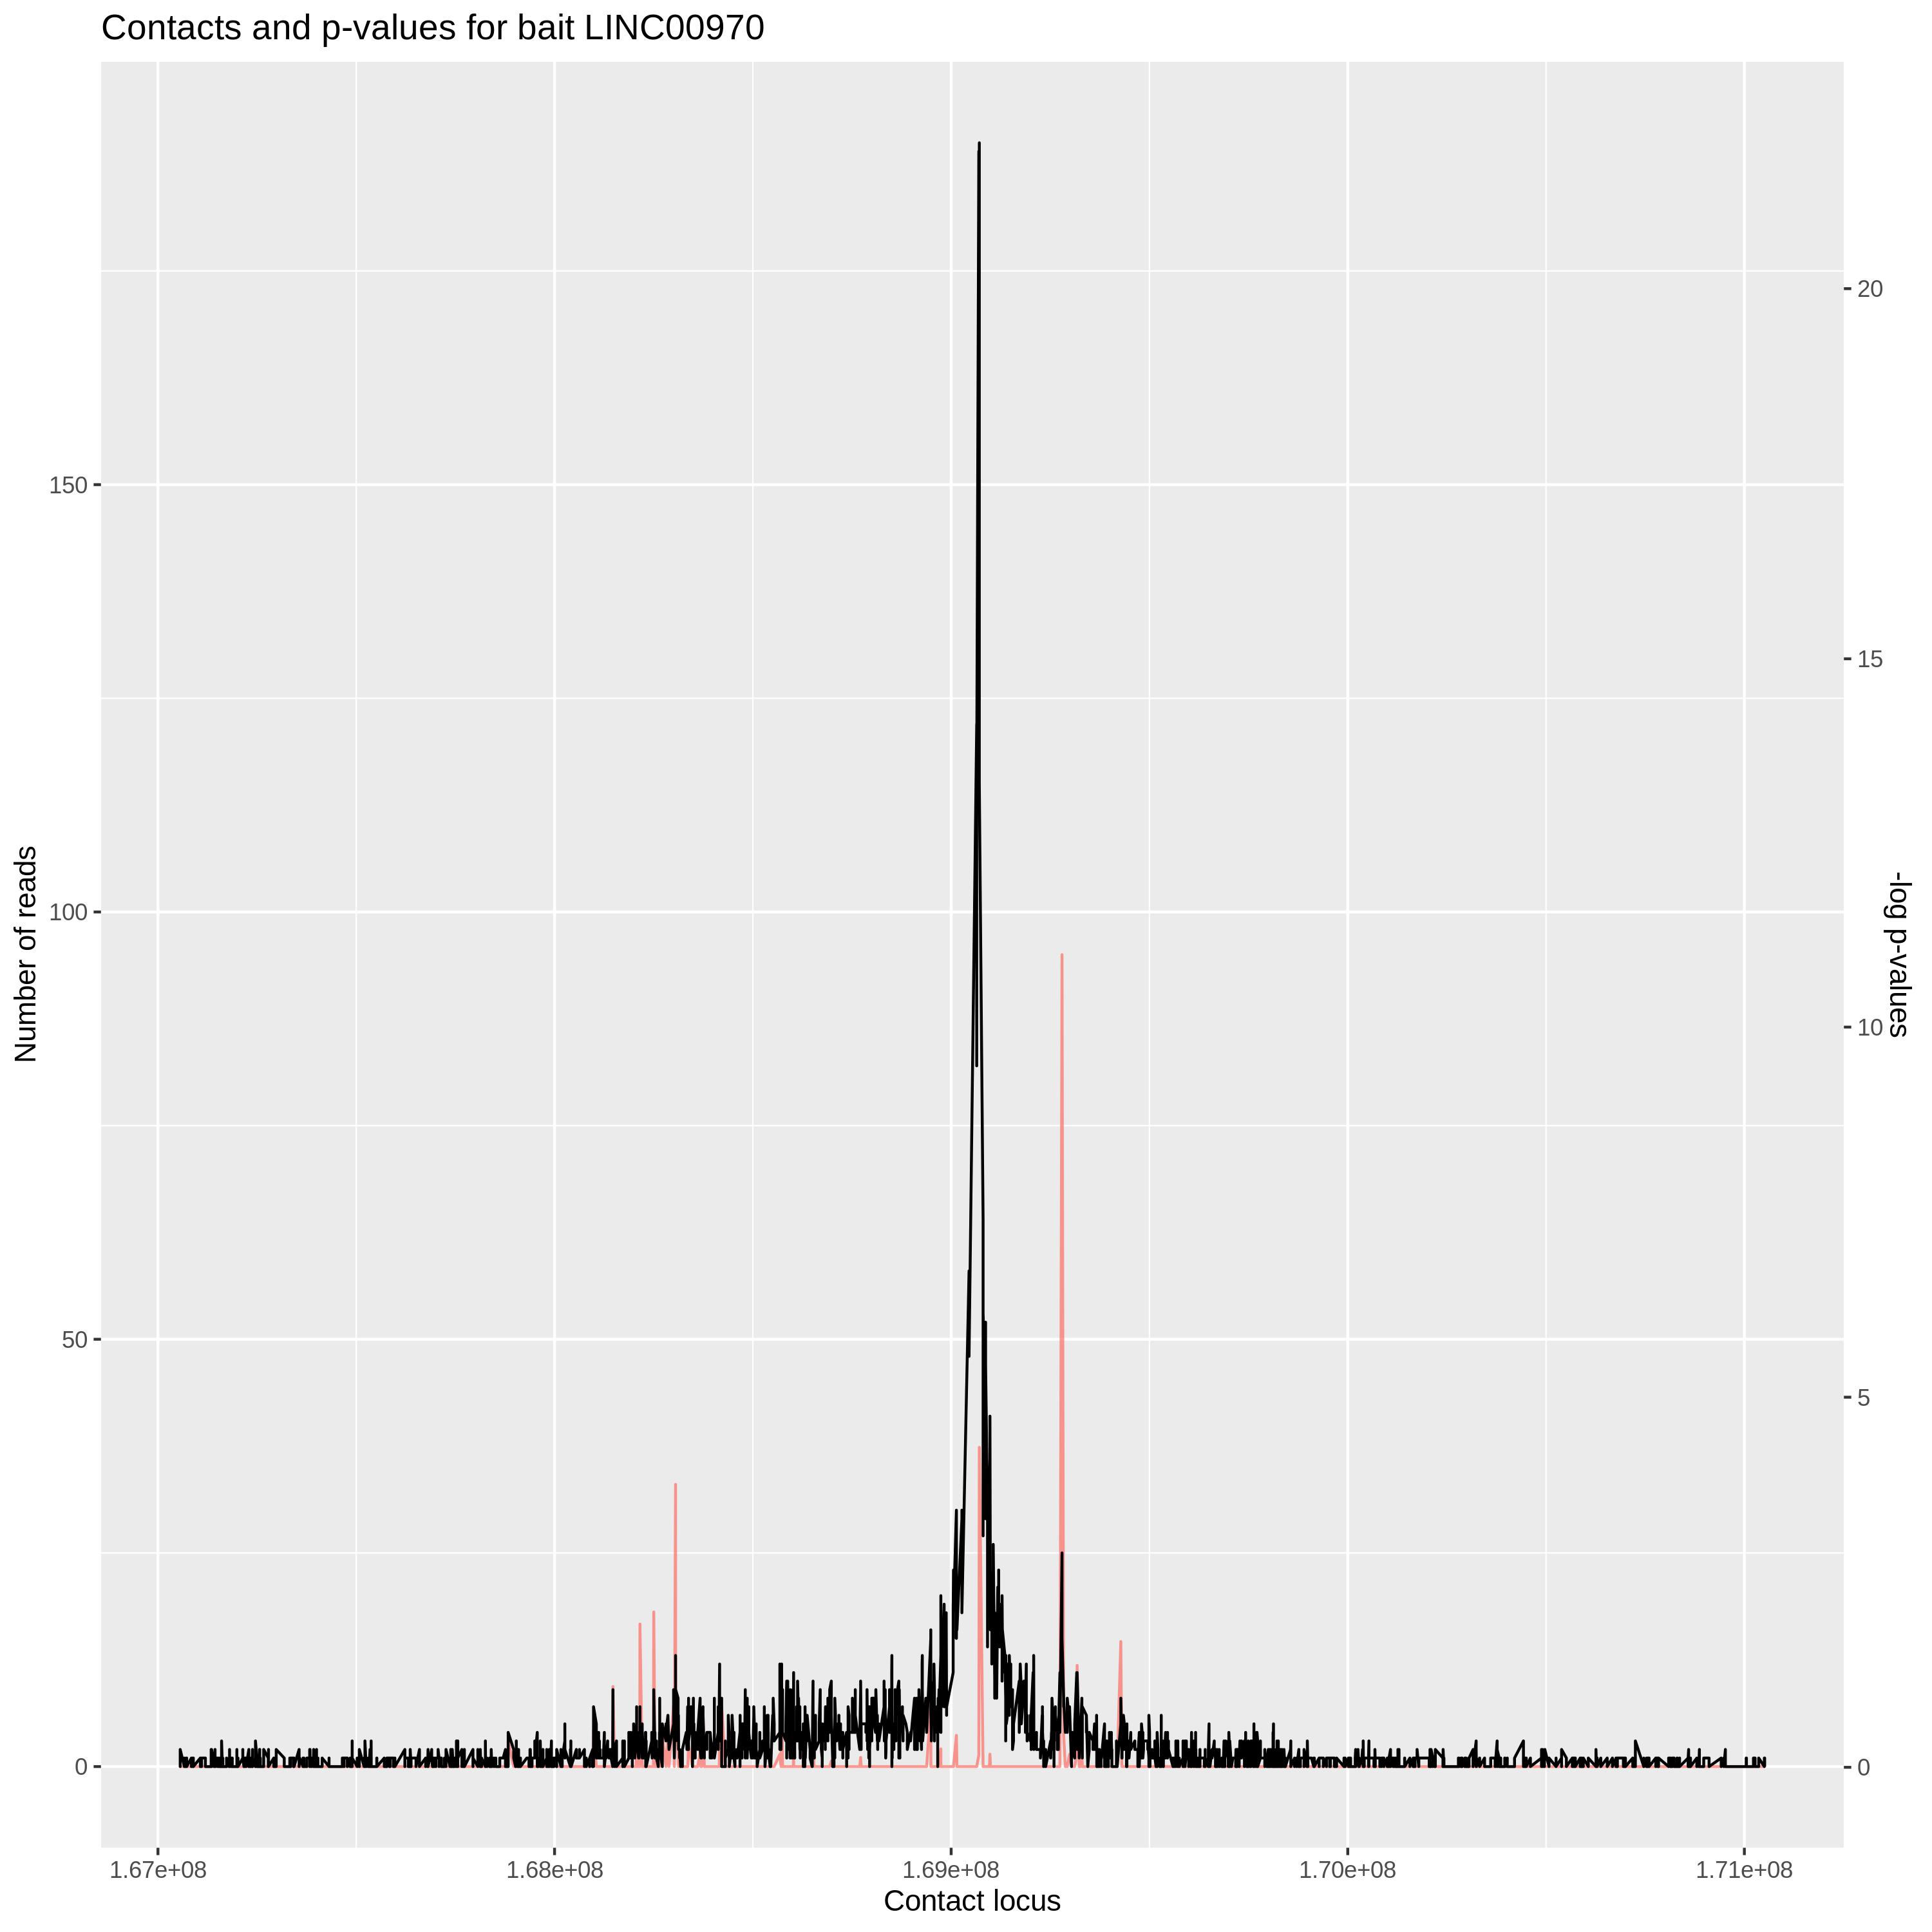 Contacts and p-values for bait LINC00970
Number of reads
150
100
50
0
20
15
10
5
0
-log p-values
1.67e+08
1.68e+08
1.69e+08
1.70e+08
1.71e+08
Contact locus